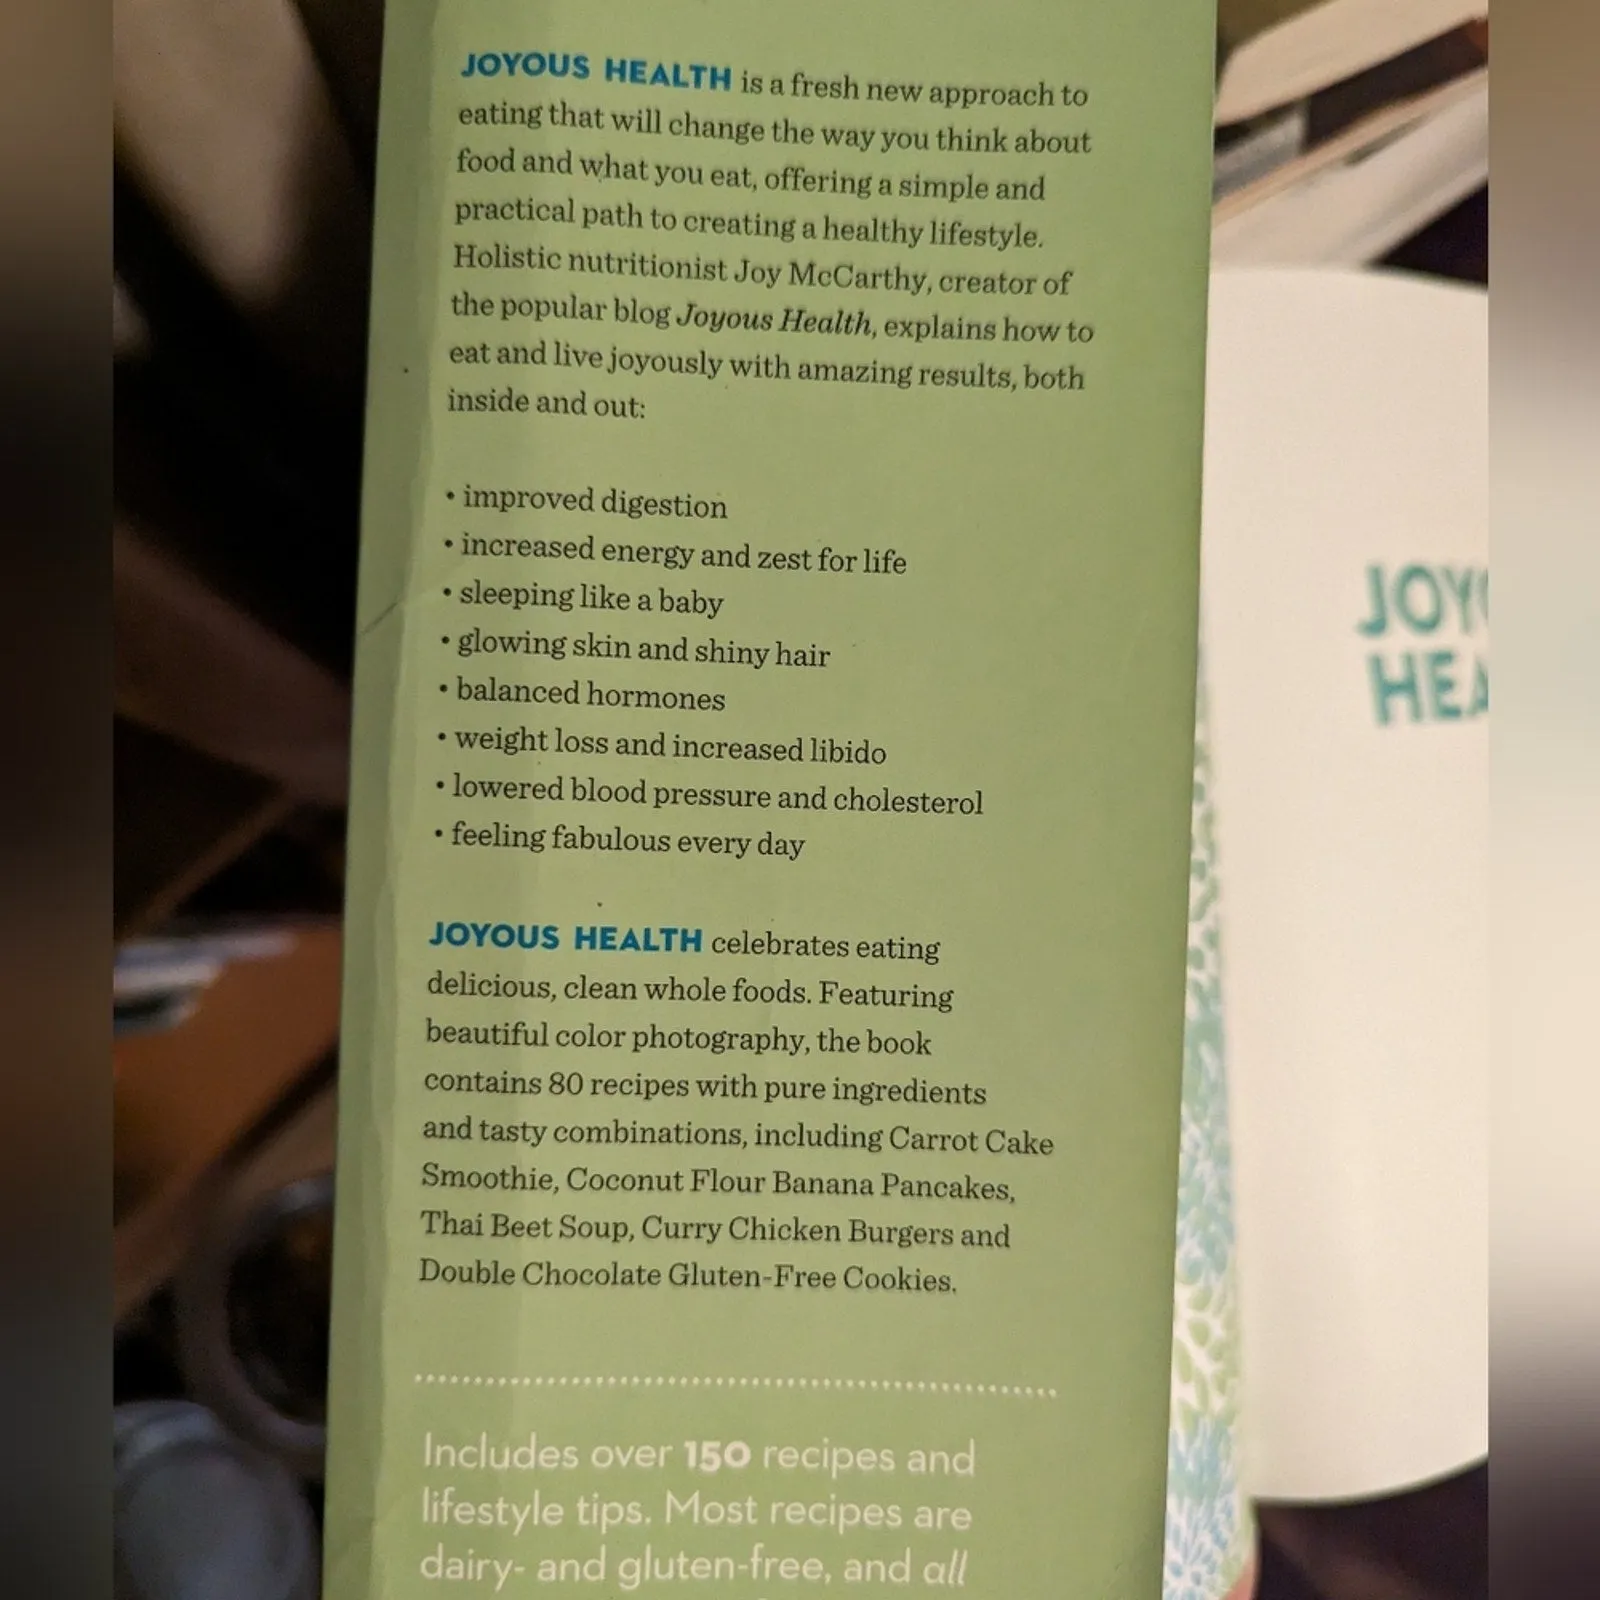 JOYOUS HEALTH is a fresh new approach to
eating that will change the way you think about
food and what you eat, offering a simple and
practical path to creating a healthy lifestyle.
Holistic nutritionist Joy McCarthy, creator of
the popular blog Joyous Health, explains how to
eat and live joyously with amazing results, both
inside and out:
• improved digestion
• increased energy and zest for life
• sleeping like a baby
• glowing skin and shiny hair
• balanced hormones
• weight loss and increased libido
• lowered blood pressure and cholesterol
• feeling fabulous every day
JOYOUS HEALTH celebrates eating
delicious, clean whole foods. Featuring
beautiful color photography, the book
contains 80 recipes with pure ingredients
and tasty combinations, including Carrot Cake
Smoothie, Coconut Flour Banana Pancakes,
Thai Beet Soup, Curry Chicken Burgers and
Double Chocolate Gluten-Free Cookies.
Includes over 150 recipes and
lifestyle tips. Most recipes are
dairy- and gluten-free, and all
JOY
HEA